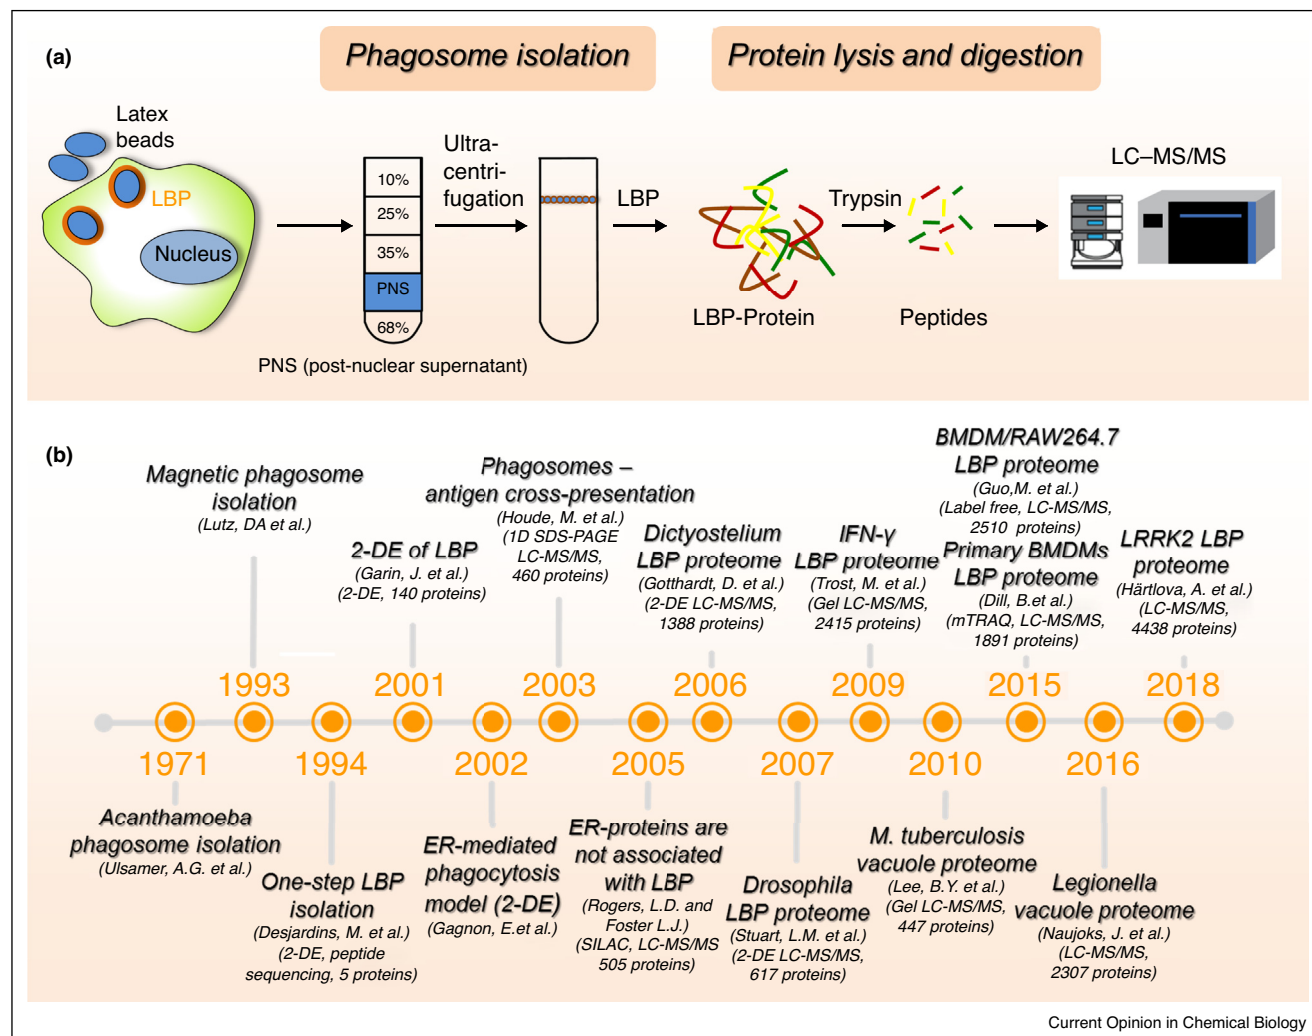 (a)
Phagosome isolation
Protein lysis and digestion
Latex
beads
LBP
Nucleus
10%
25%
35%
PNS
68%
PNS (post-nuclear supernatant)
Ultra-
centri-
fugation
LBP
LBP-Protein
Trypsin
Peptides
LC–MS/MS
(b)
Magnetic phagosome
isolation
(Lutz, DA et al.)
2-DE of LBP
(Garin, J. et al.)
(2-DE, 140 proteins)
Phagosomes –
antigen cross-presentation
(Houde, M. et al.)
(1D SDS-PAGE
LC-MS/MS,
460 proteins)
Dictyostelium
LBP proteome
(Gotthardt, D. et al.)
(2-DE LC-MS/MS,
1388 proteins)
IFN-γ
LBP proteome
(Trost, M. et al.)
(Gel LC-MS/MS,
2415 proteins)
BMDM/RAW264.7
LBP proteome
(Guo,M. et al.)
(Label free, LC-MS/MS,
2510 proteins)
Primary BMDMs
LBP proteome
(Dill, B.et al.)
(mTRAQ, LC-MS/MS,
1891 proteins)
LRRK2 LBP
proteome
(Härtlova, A. et al.)
(LC-MS/MS,
4438 proteins)
1993
2001
2003
2006
2009
2015
2018
1971
1994
2002
2005
2007
2010
2016
Acanthamoeba
phagosome isolation
(Ulsamer, A.G. et al.)
One-step LBP
isolation
(Desjardins, M. et al.)
(2-DE, peptide
sequencing, 5 proteins)
ER-mediated
phagocytosis
model (2-DE)
(Gagnon, E.et al.)
ER-proteins are
not associated
with LBP
(Rogers, L.D. and
Foster L.J.)
(SILAC, LC-MS/MS
505 proteins)
Drosophila
LBP proteome
(Stuart, L.M. et al.)
(2-DE LC-MS/MS,
617 proteins)
M. tuberculosis
vacuole proteome
(Lee, B.Y. et al.)
(Gel LC-MS/MS,
447 proteins)
Legionella
vacuole proteome
(Naujoks, J. et al.)
(LC-MS/MS,
2307 proteins)
Current Opinion in Chemical Biology